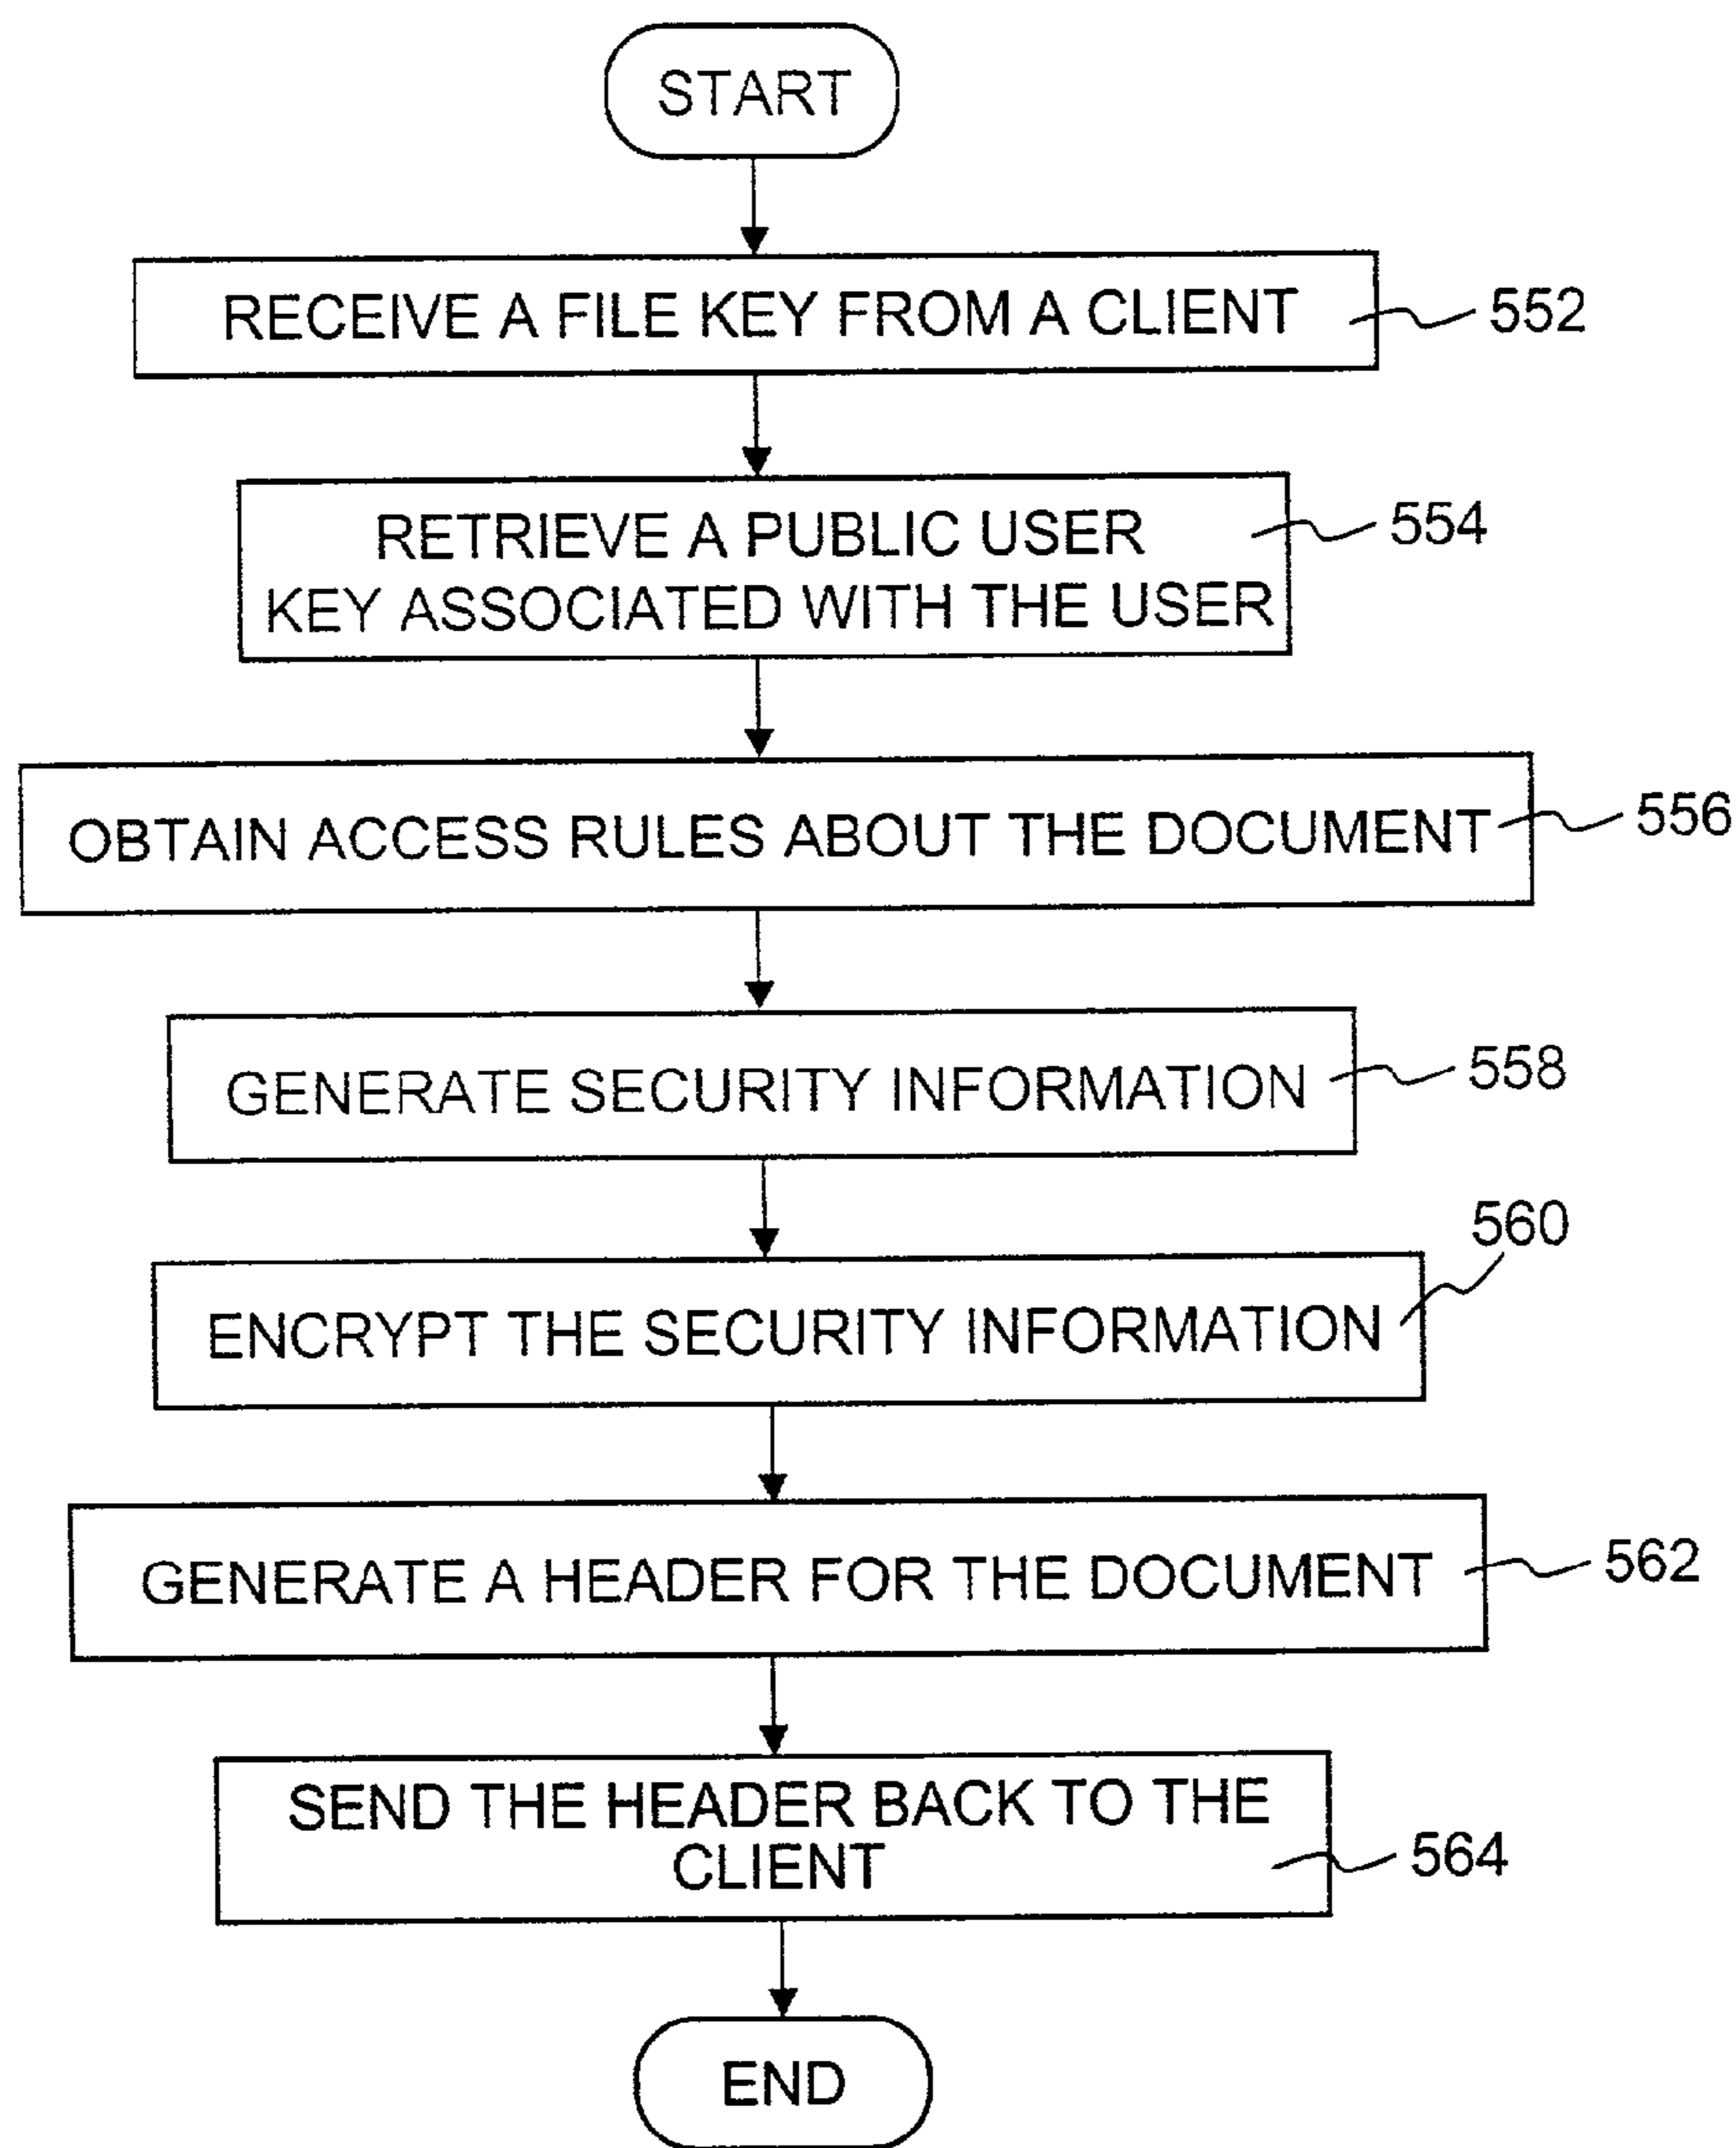 START
RECEIVE A FILE KEY FROM A CLIENT
552
RETRIEVE A PUBLIC USER
KEY ASSOCIATED WITH THE USER
554
OBTAIN ACCESS RULES ABOUT THE DOCUMENT
556
GENERATE SECURITY INFORMATION
558
ENCRYPT THE SECURITY INFORMATION
560
GENERATE A HEADER FOR THE DOCUMENT
562
SEND THE HEADER BACK TO THE
CLIENT
564
END